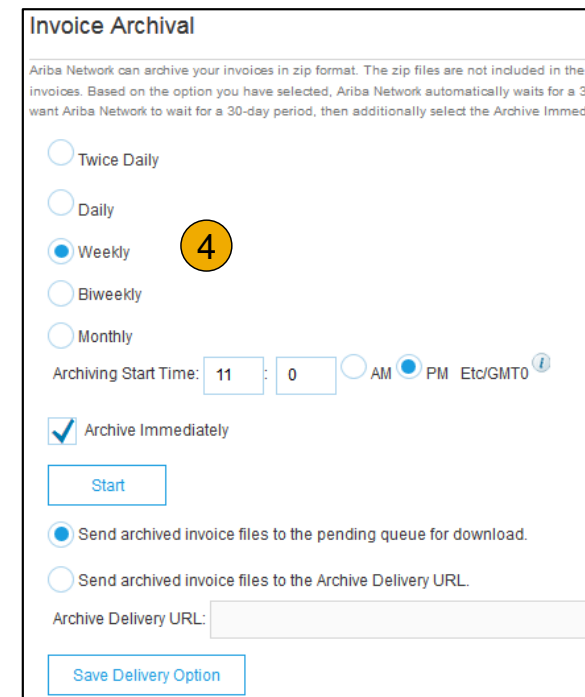 Invoice Archival
Ariba Network can archive your invoices in zip format. The zip files are not included in the
invoices. Based on the option you have selected, Ariba Network automatically waits for a 3
want Ariba Network to wait for a 30-day period, then additionally select the Archive Immed
Twice Daily
Daily
Weekly
4
Biweekly
Monthly
Archiving Start Time: 11 : 0 AM PM Etc/GMT0 i
Archive Immediately
Start
Send archived invoice files to the pending queue for download.
Send archived invoice files to the Archive Delivery URL.
Archive Delivery URL:
Save Delivery Option